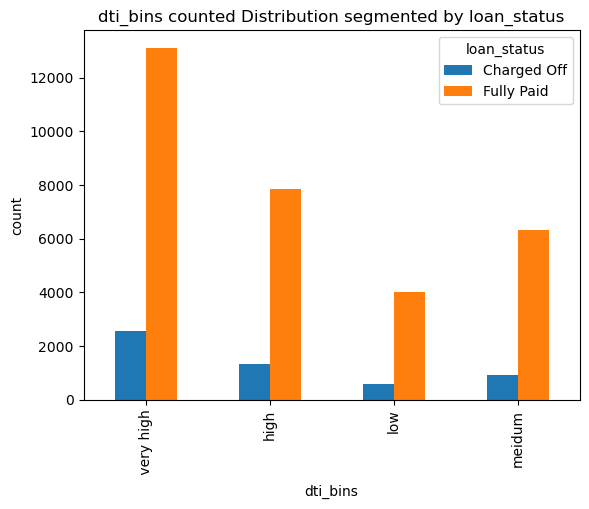 dti_bins counted Distribution segmented by loan_status
loan_status
Charged Off
Fully Paid
12000
10000
8000
6000
4000
2000
0
count
very high
high
low
meidum
dti_bins